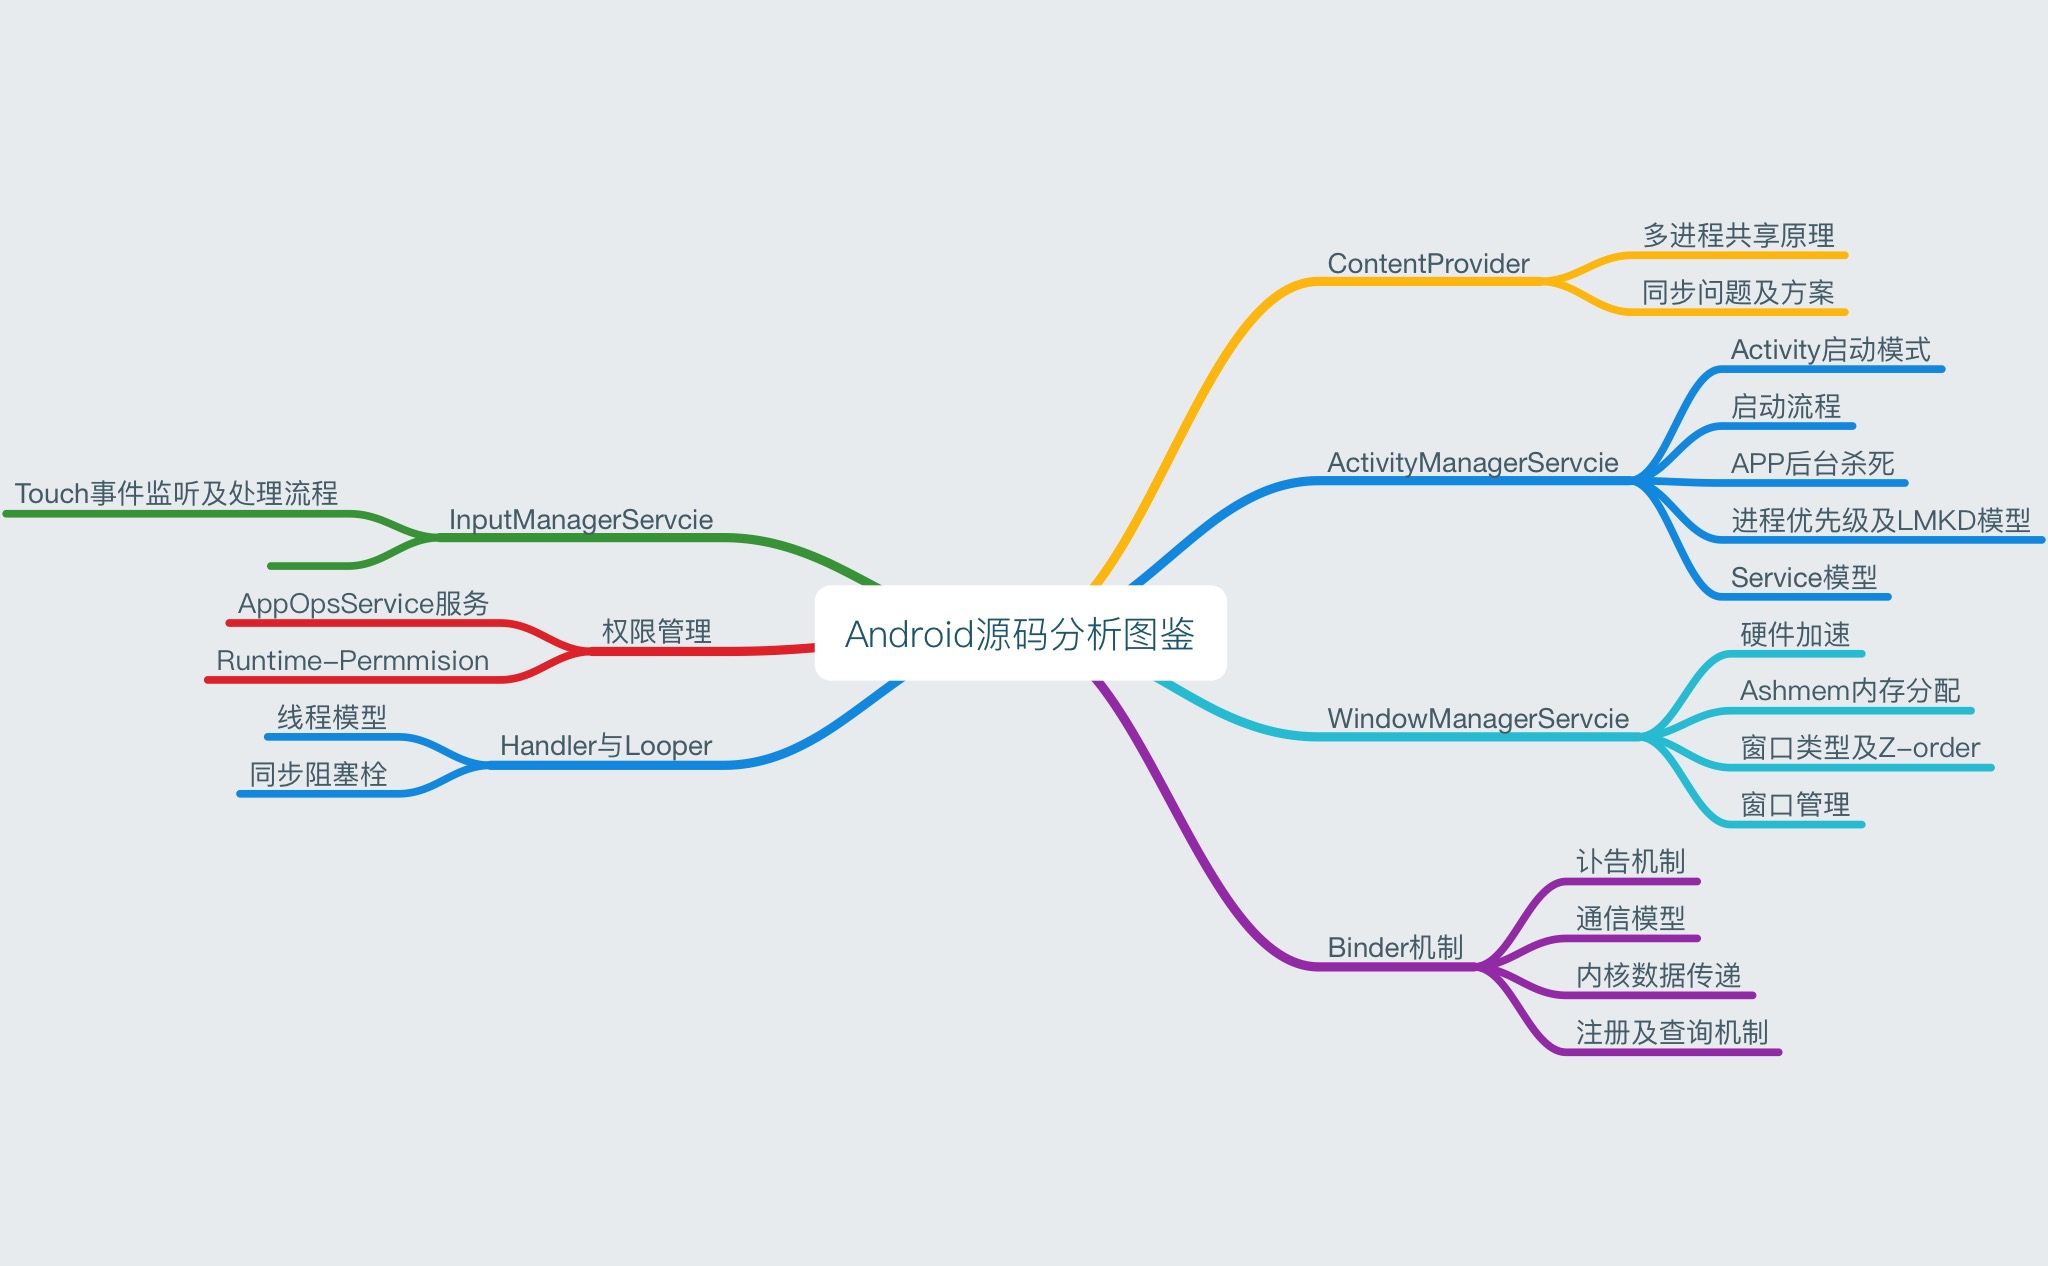 Android源码分析图鉴
ContentProvider
多进程共享原理
同步问题及方案
ActivityManagerServcie
Activity启动模式
启动流程
APP后台杀死
进程优先级及LMKD模型
Service模型
WindowManagerServcie
硬件加速
Ashmem内存分配
窗口类型及Z-order
窗口管理
Binder机制
讣告机制
通信模型
内核数据传递
注册及查询机制
InputManagerServcie
Touch事件监听及处理流程
权限管理
AppOpsService服务
Runtime-Permmision
Handler与Looper
线程模型
同步阻塞栓